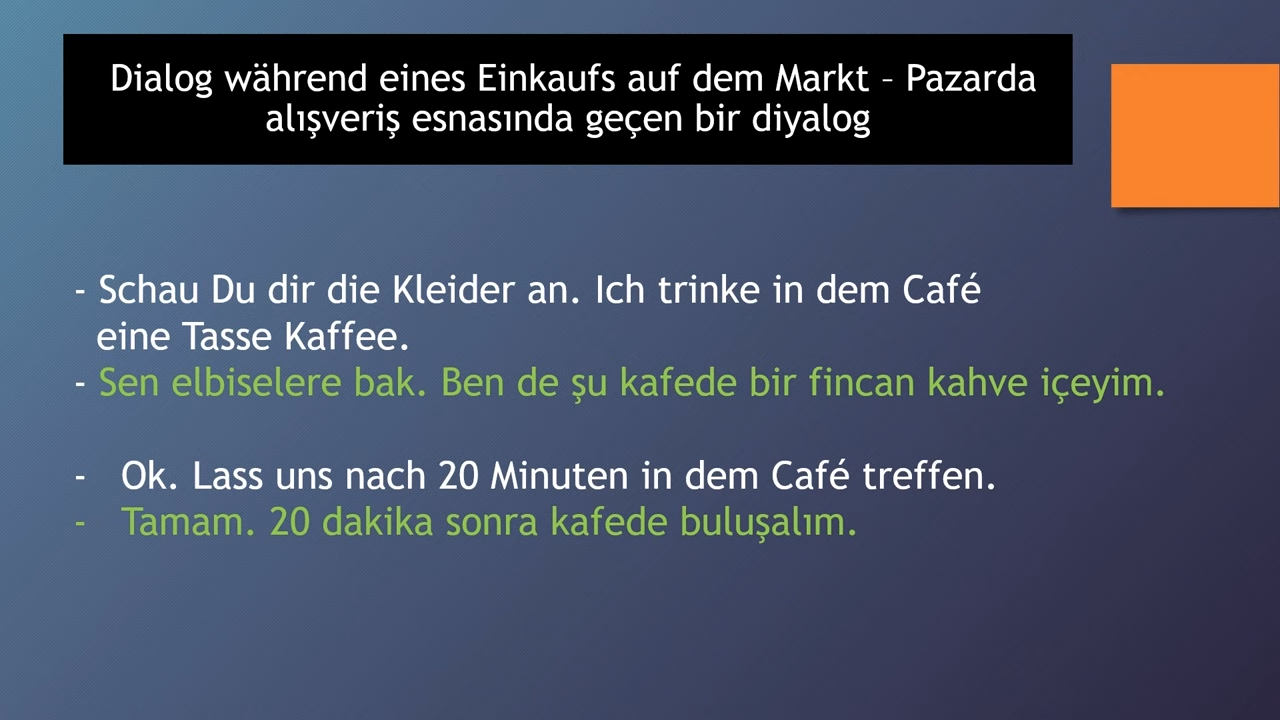 Dialog während eines Einkaufs auf dem Markt – Pazarda
alışveriş esnasında geçen bir diyalog
- Schau Du dir die Kleider an. Ich trinke in dem Café
eine Tasse Kaffee.
- Sen elbiselere bak. Ben de şu kafede bir fincan kahve içeyim.
- Ok. Lass uns nach 20 Minuten in dem Café treffen.
- Tamam. 20 dakika sonra kafede buluşalım.